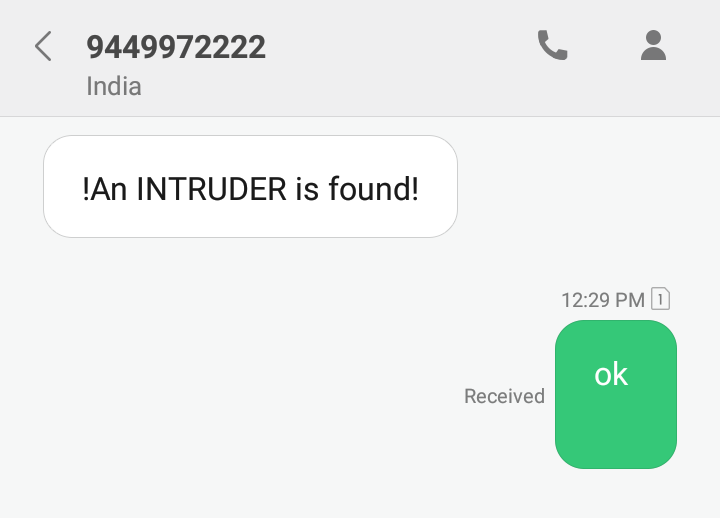 9449972222
India
!An INTRUDER is found!
12:29 PM 1
ok
Received